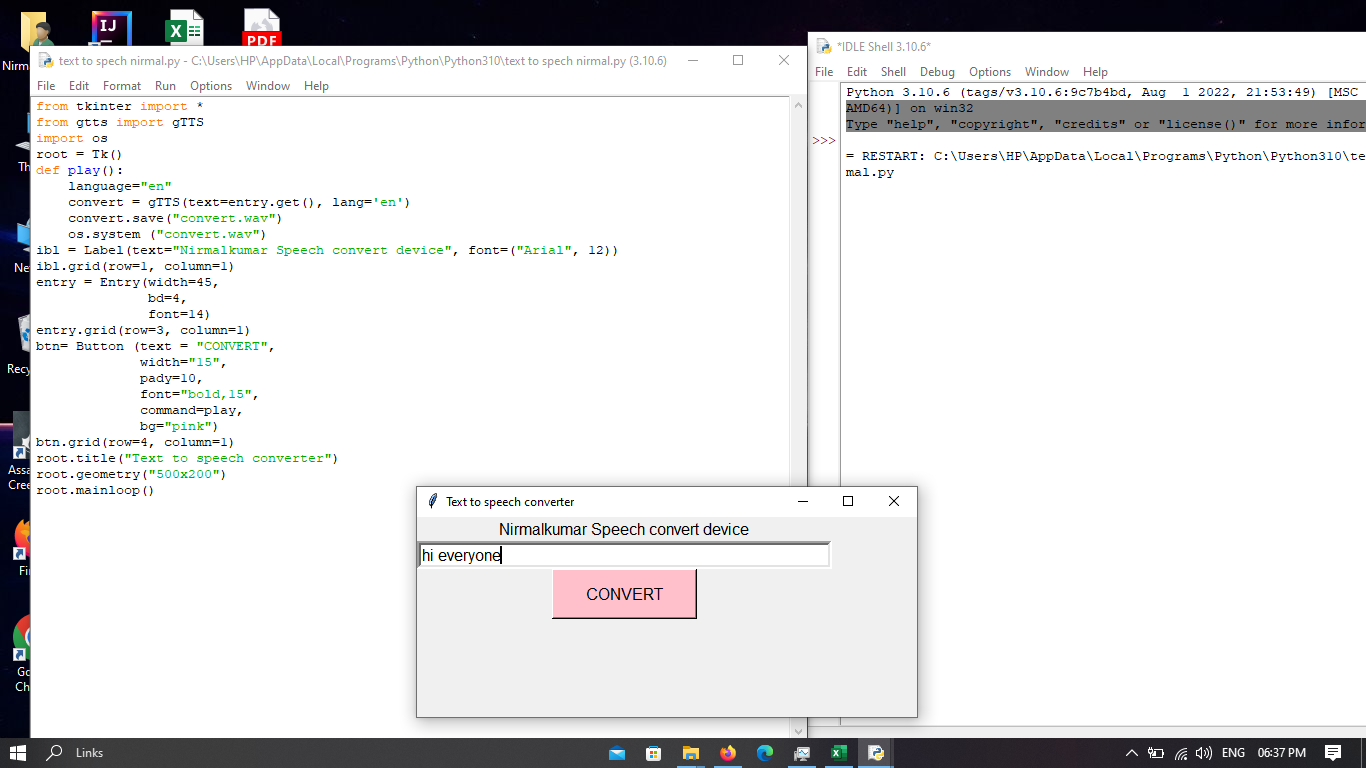 IJ
PDF
Nirm
Th
Ne
Recy
Assa
Cree
Fir
Go
Ch
text to spech nirmal.py - C:\Users\HP\AppData\Local\Programs\Python\Python310\text to spech nirmal.py (3.10.6)
File Edit Format Run Options Window Help
from tkinter import *
from gtts import gTTS
import os
root = Tk()
def play():
    language="en"
    convert = gTTS(text=entry.get(), lang='en')
    convert.save("convert.wav")
    os.system ("convert.wav")
ibl = Label(text="Nirmalkumar Speech convert device", font=("Arial", 12))
ibl.grid(row=1, column=1)
entry = Entry(width=45,
              bd=4,
              font=14)
entry.grid(row=3, column=1)
btn= Button (text = "CONVERT",
             width="15",
             pady=10,
             font="bold,15",
             command=play,
             bg="pink")
btn.grid(row=4, column=1)
root.title("Text to speech converter")
root.geometry("500x200")
root.mainloop()
*IDLE Shell 3.10.6*
File Edit Shell Debug Options Window Help
Python 3.10.6 (tags/v3.10.6:9c7b4bd, Aug  1 2022, 21:53:49) [MSC
AMD64)] on win32
Type "help", "copyright", "credits" or "license()" for more infor
>>>
= RESTART: C:\Users\HP\AppData\Local\Programs\Python\Python310\te
mal.py
Text to speech converter
Nirmalkumar Speech convert device
hi everyone
CONVERT
Links
ENG
06:37 PM